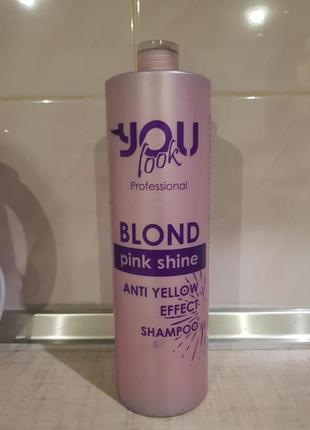 YOU
look
Professional
BLOND
pink shine
ANTI YELLOW
EFFECT
SHAMPOO